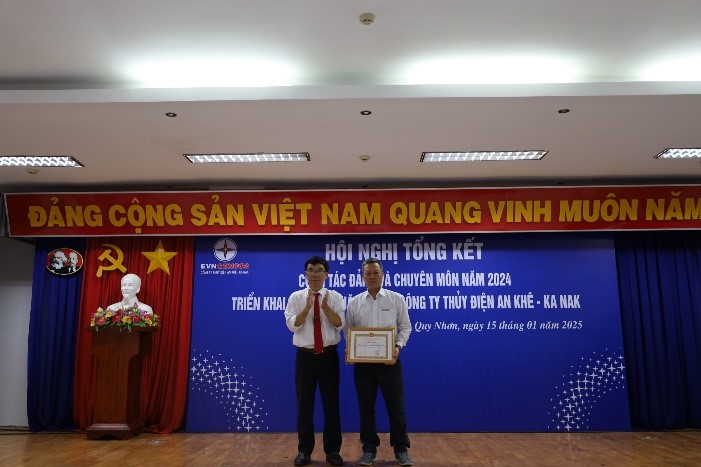 ĐẢNG CỘNG SẢN VIỆT NAM QUANG VINH MUÔN NĂM
HỘI NGHỊ TỔNG KẾT
EVNGENCO2
CÔNG TÁC ĐẢ VÀ CHUYÊN MÔN NĂM 2024
TRIỂN KHAI ÔNG TY THỦY ĐIỆN AN KHÊ - KA NAK
Quy Nhơn, ngày 15 tháng 01 năm 2025